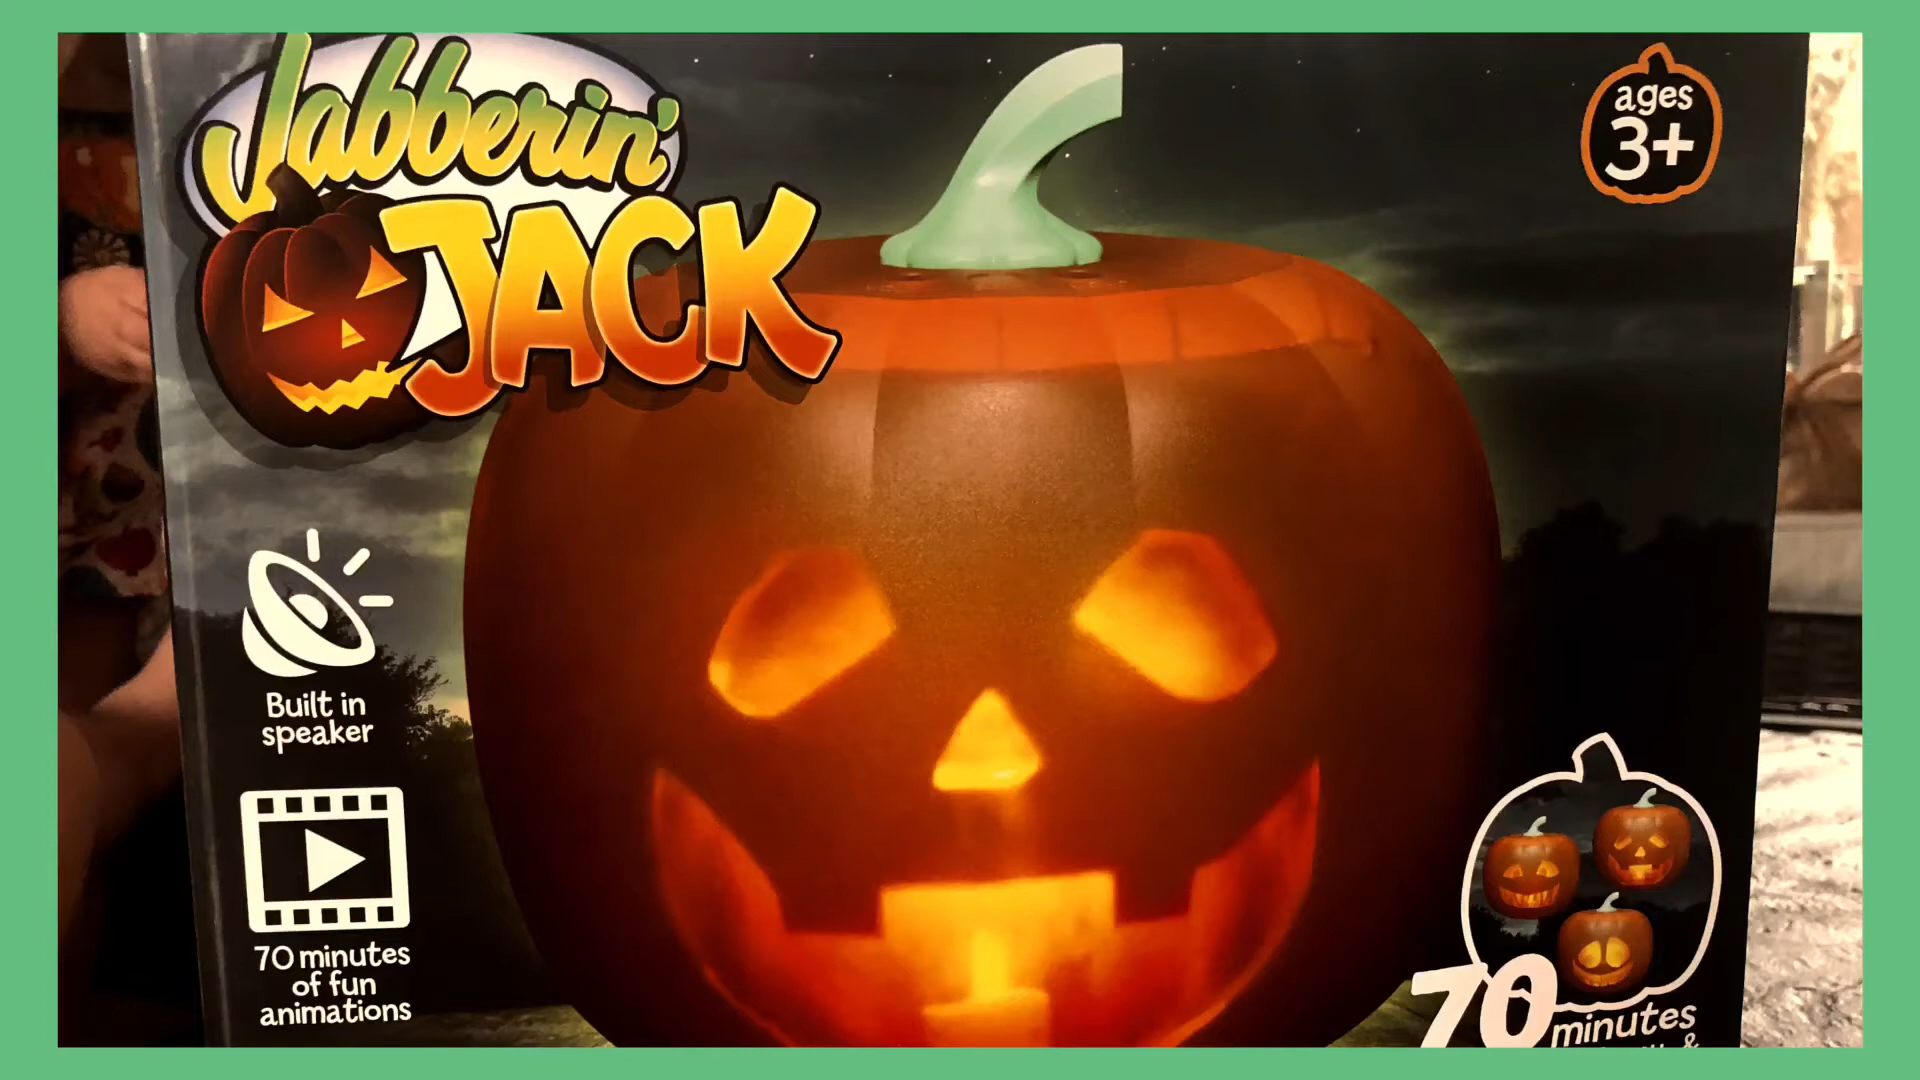 Jabberin'
JACK
ages
3+
Built in
speaker
70 minutes
of fun
animations
70 minutes
&